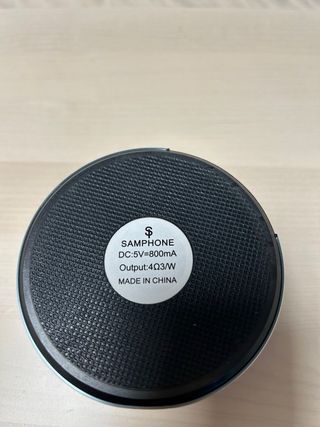 SAMPHONE
DC:5V=800mA
Output:4Ω3/W
MADE IN CHINA